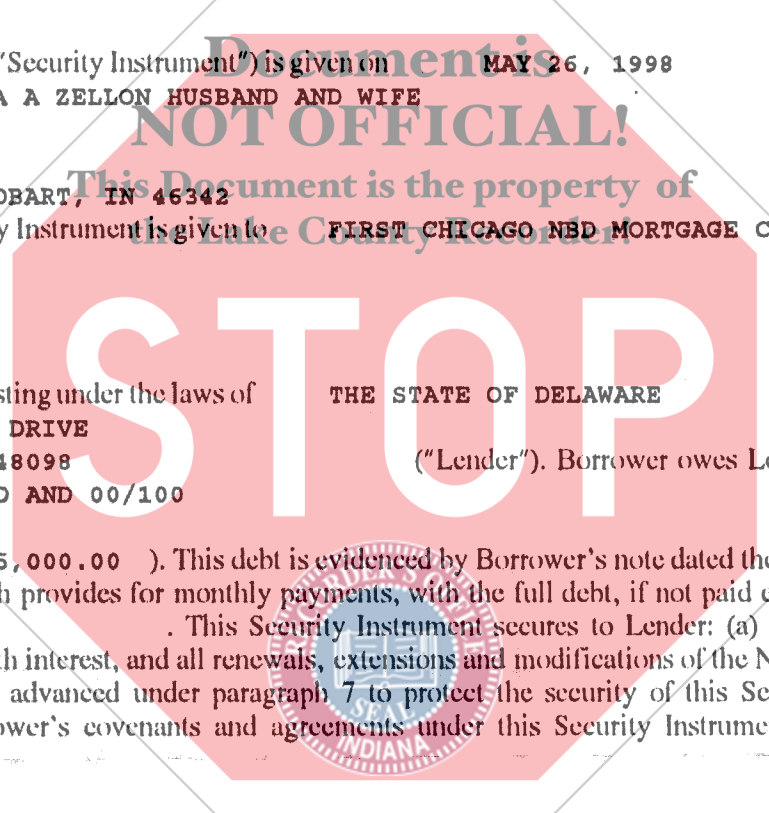 "Security Instrument") is given on MAY 26, 1998
A A ZELLON HUSBAND AND WIFE
OBART, IN 46342
y Instrument is given to FIRST CHICAGO NBD MORTGAGE C
sting under the laws of THE STATE OF DELAWARE
DRIVE
48098 ("Lender"). Borrower owes Le
D AND 00/100
5,000.00 ). This debt is evidenced by Borrower's note dated the
h provides for monthly payments, with the full debt, if not paid e
. This Security Instrument secures to Lender: (a)
th interest, and all renewals, extensions and modifications of the N
advanced under paragraph 7 to protect the security of this Se
ower's covenants and agreements under this Security Instrume
Document is
NOT OFFICIAL!
This Document is the property of
the Lake County Recorder!
STOP
RECORDER'S OFFICE
SEAL
INDIANA